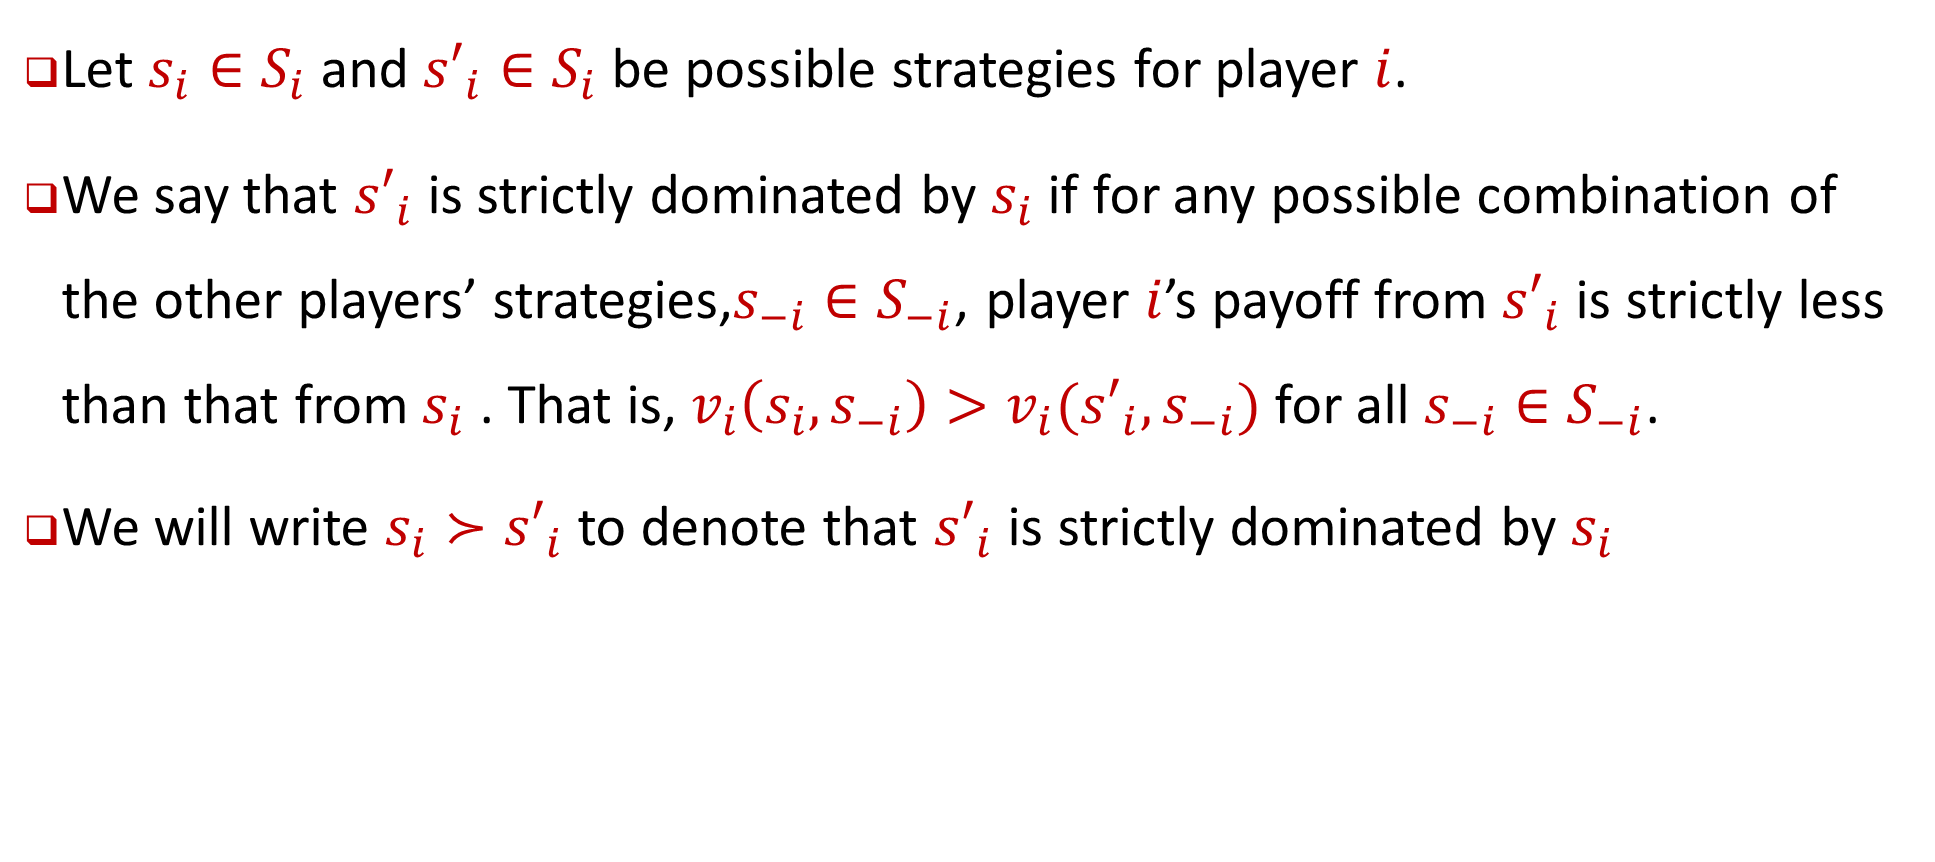 ❑Let 𝑠ᵢ ∈ 𝑆ᵢ and 𝑠′ᵢ ∈ 𝑆ᵢ be possible strategies for player 𝑖.
❑We say that 𝑠′ᵢ is strictly dominated by 𝑠ᵢ if for any possible combination of
the other players’ strategies,𝑠₋ᵢ ∈ 𝑆₋ᵢ, player 𝑖’s payoff from 𝑠′ᵢ is strictly less
than that from 𝑠ᵢ . That is, 𝑣ᵢ(𝑠ᵢ, 𝑠₋ᵢ) > 𝑣ᵢ(𝑠′ᵢ, 𝑠₋ᵢ) for all 𝑠₋ᵢ ∈ 𝑆₋ᵢ.
❑We will write 𝑠ᵢ ≻ 𝑠′ᵢ to denote that 𝑠′ᵢ is strictly dominated by 𝑠ᵢ